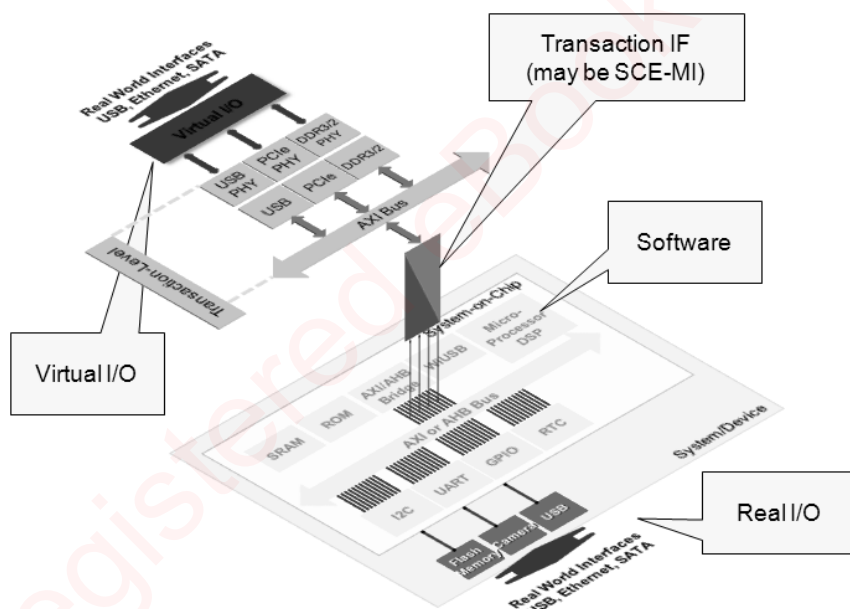 Transaction IF
(may be SCE-MI)
Real World Interfaces
USB, Ethernet, SATA
Virtual I/O
USB
PHY
PCIe
PHY
DDR3/2
PHY
USB
PCIe
DDR3/2
AXI Bus
Transaction-Level
Software
Virtual I/O
System-on-Chip
Micro-
Processor
DSP
WiUSB
AXI/AHB
Bridge
ROM
SRAM
AXI or AHB Bus
RTC
GPIO
UART
I2C
System/Device
USB
Camera
Flash
Memory
Real I/O
Real World Interfaces
USB, Ethernet, SATA
egistered eBook